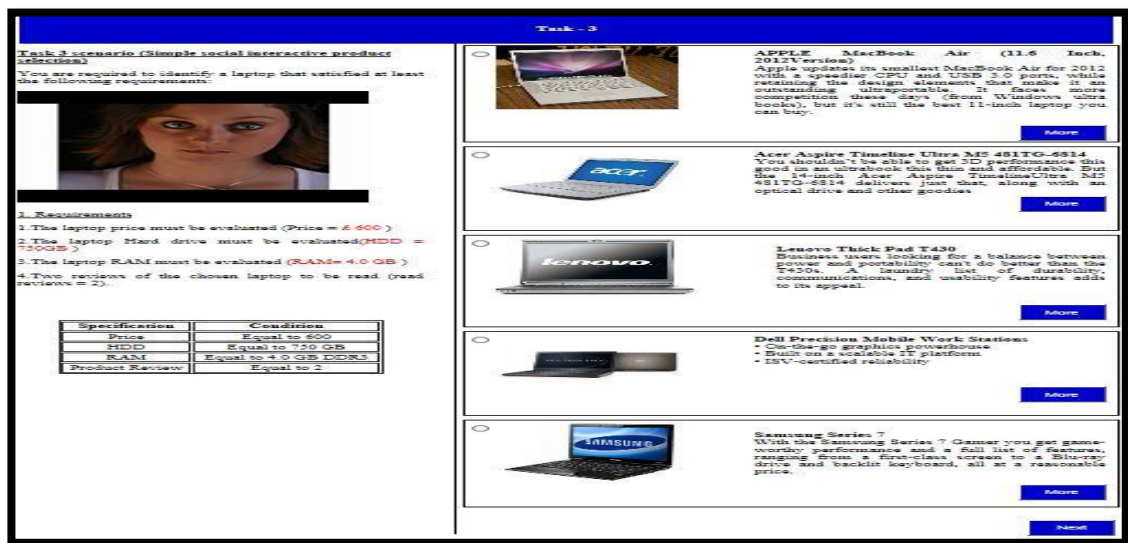 Task - 3
Task 3 scenario (Simple social interactive product
selection)
You are required to identify a laptop that satisfied at least
the following requirements:
1. Requirements
1.The laptop price must be evaluated (Price = £ 600 )
2.The laptop Hard drive must be evaluated(HDD =
750GB )
3.The laptop RAM must be evaluated (RAM= 4.0 GB )
4.Two reviews of the chosen laptop to be read (read
reviews = 2).
Specification Condition
Price Equal to 600
HDD Equal to 750 GB
RAM Equal to 4.0 GB DDR3
Product Review Equal to 2
APPLE MacBook Air (11.6 Inch,
2012Version)
Apple updates its smallest MacBook Air for 2012
with a speedier CPU and USB 3.0 ports, while
retaining the design elements that make it an
outstanding ultraportable. It faces more
competition these days (from Windows ultra
books), but it's still the best 11-inch laptop you
can buy.
More
acer
Acer Aspire Timeline Ultra M5 481TG-6814
You shouldn't be able to get 3D performance this
good in an ultrabook this thin and affordable. But
the 14-inch Acer Aspire TimelineUltra M5
481TG-6814 delivers just that, along with an
optical drive and other goodies
More
lenovo
Lenovo Thick Pad T430
Business users looking for a balance between
power and portability can't do better than the
T430s. A laundry list of durability,
communications, and usability features adds
to its appeal.
More
Dell Precision Mobile Work Stations
• On-the-go graphics powerhouse
• Built on a scalable IT platform
• ISV-certified reliability
More
SAMSUNG
Samsung Series 7
With the Samsung Series 7 Gamer you get game-
worthy performance and a full list of features,
ranging from a first-class screen to a Blu-ray
drive and backlit keyboard, all at a reasonable
price.
More
Next